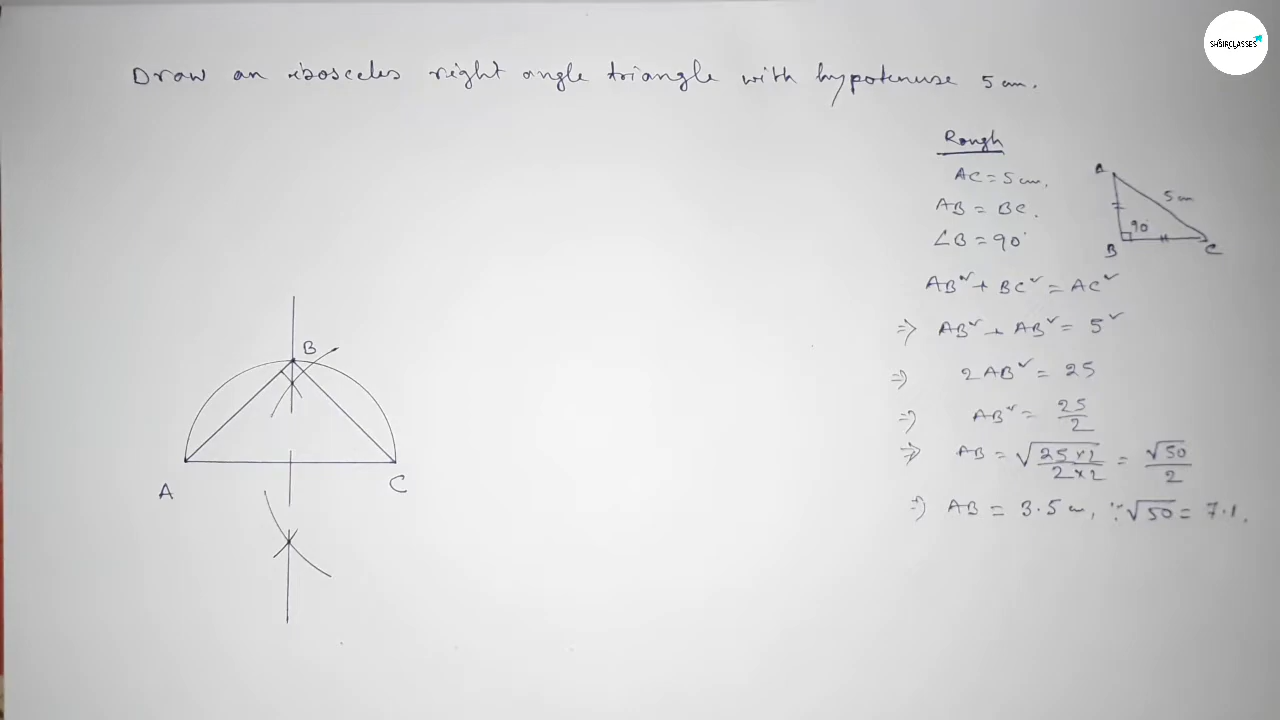 SHSIRCLASSES
Draw an isosceles right angle triangle with hypotenuse 5 cm.
Rough
AC = 5 cm.
AB = BC.
∠B = 90°
A
5 cm
90°
B
C
AB² + BC² = AC²
⇒ AB² + AB² = 5²
⇒ 2AB² = 25
⇒ AB² = 25/2
⇒ AB = √(25×2/2×2) = √50/2
⇒ AB = 3.5 cm, ∵ √50 = 7.1.
B
A
C